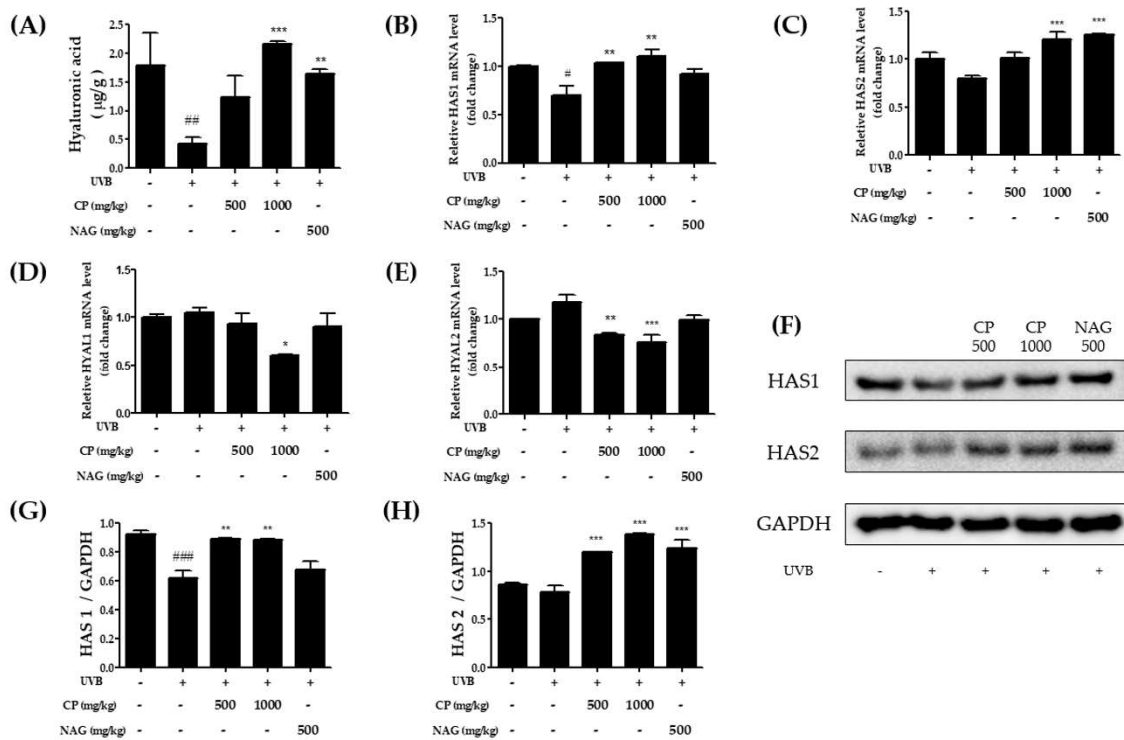 (A)
Hyaluronic acid
( µg/g )
2.5
2.0
1.5
1.0
0.5
0.0
##
***
**
UVB - + + + +
CP (mg/kg) - - 500 1000 -
NAG (mg/kg) - - - - 500
(B)
Reletive HAS1 mRNA level
(fold change)
1.5
1.0
0.5
0.0
#
**
**
UVB - + + + +
CP (mg/kg) - - 500 1000 -
NAG (mg/kg) - - - - 500
(C)
Reletive HAS2 mRNA level
(fold change)
1.5
1.0
0.5
0.0
***
***
UVB - + + + +
CP (mg/kg) - - 500 1000 -
NAG (mg/kg) - - - - 500
(D)
Reletive HYAL1 mRNA level
(fold change)
1.5
1.0
0.5
0.0
*
UVB - + + + +
CP (mg/kg) - - 500 1000 -
NAG (mg/kg) - - - - 500
(E)
Reletive HYAL2 mRNA level
(fold change)
1.5
1.0
0.5
0.0
**
***
UVB - + + + +
CP (mg/kg) - - 500 1000 -
NAG (mg/kg) - - - - 500
(F)
CP CP NAG
500 1000 500
HAS1
HAS2
GAPDH
UVB - + + + +
(G)
HAS 1 / GAPDH
1.0
0.8
0.6
0.4
0.2
0.0
###
**
**
UVB - + + + +
CP (mg/kg) - - 500 1000 -
NAG (mg/kg) - - - - 500
(H)
HAS 2 / GAPDH
1.5
1.0
0.5
0.0
***
***
***
UVB - + + + +
CP (mg/kg) - - 500 1000 -
NAG (mg/kg) - - - - 500